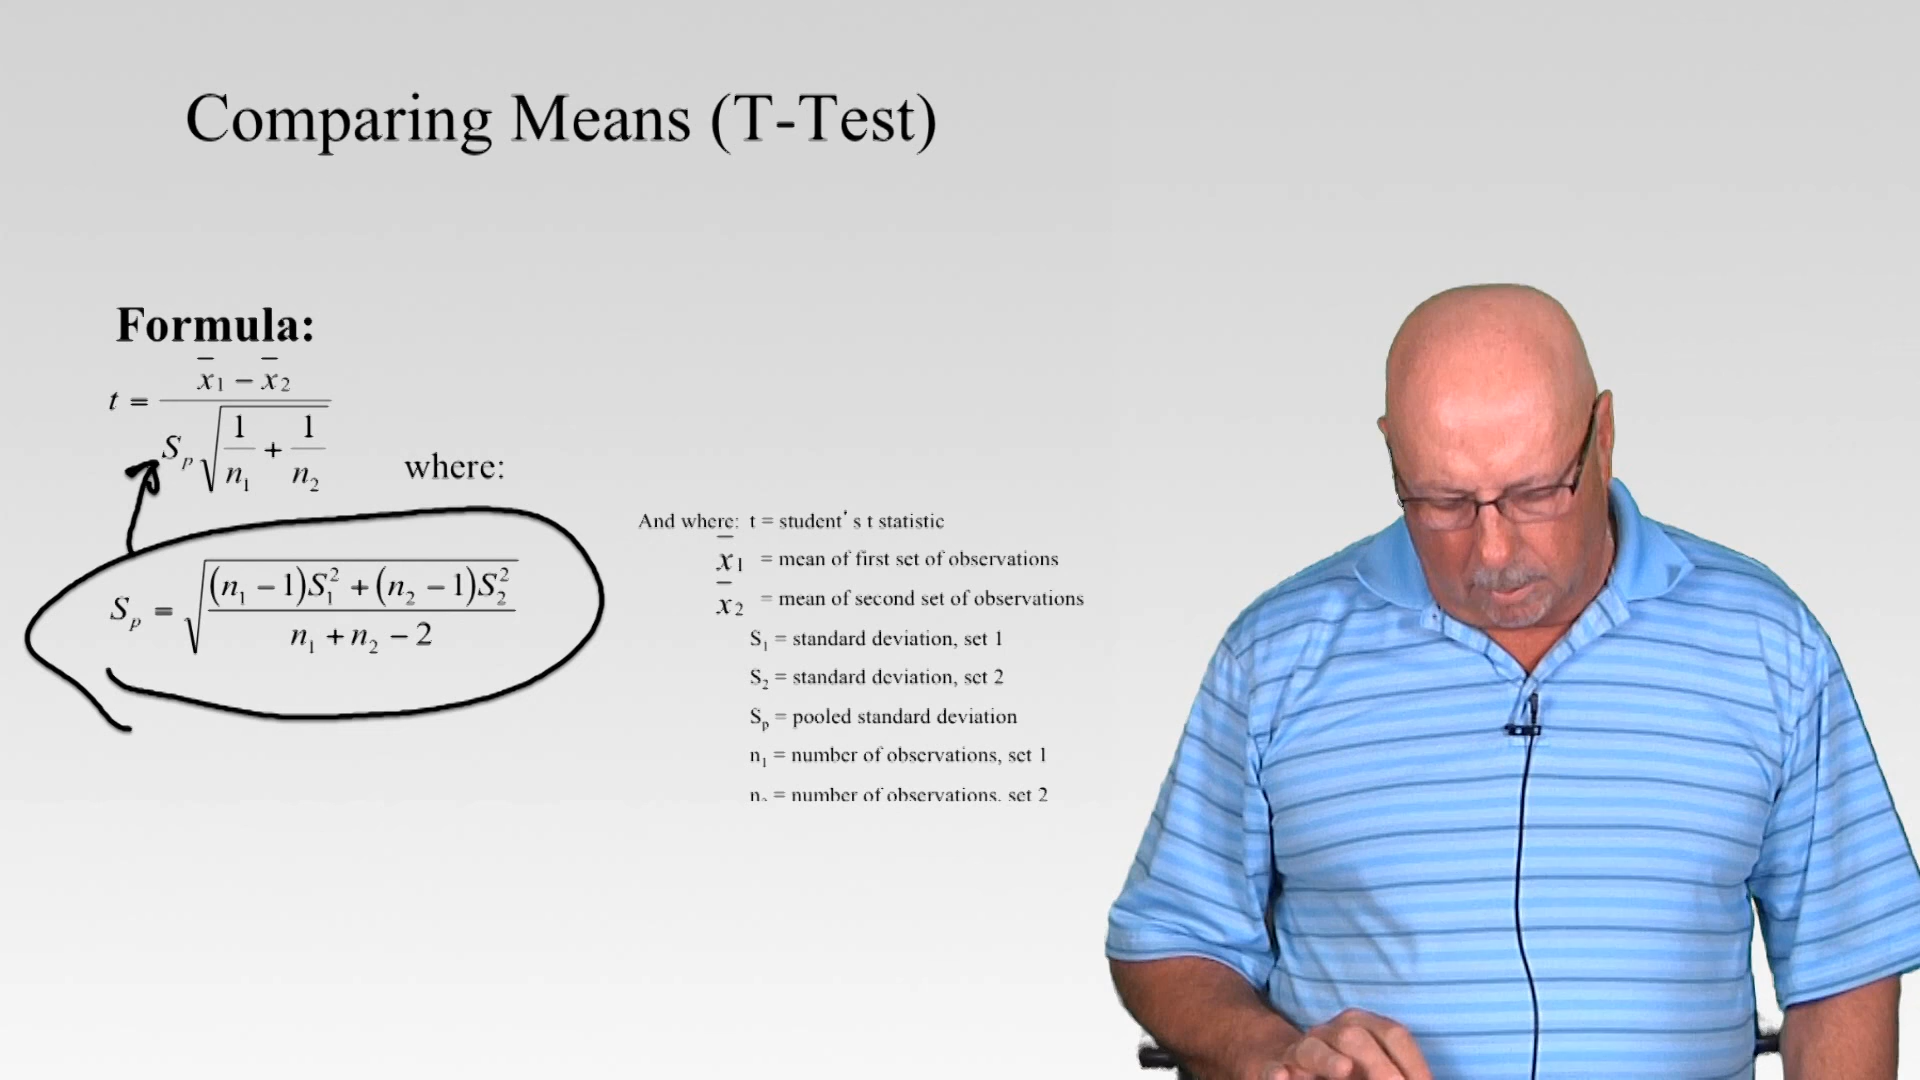 Comparing Means (T-Test)
Formula:
t = (x̄₁ − x̄₂) / (Sₚ √(1/n₁ + 1/n₂))
where:
Sₚ = √(((n₁ − 1)S₁² + (n₂ − 1)S₂²) / (n₁ + n₂ − 2))
And where: t = student's t statistic
x̄₁ = mean of first set of observations
x̄₂ = mean of second set of observations
S₁ = standard deviation, set 1
S₂ = standard deviation, set 2
Sₚ = pooled standard deviation
n₁ = number of observations, set 1
n₂ = number of observations, set 2